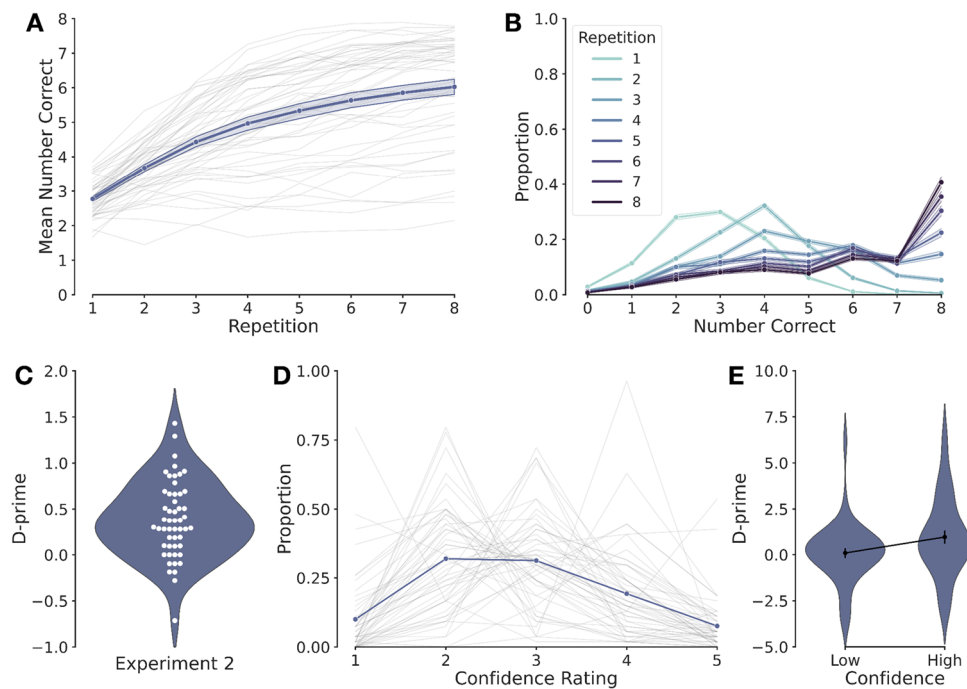 A
Mean Number Correct
8
7
6
5
4
3
2
1
0
1 2 3 4 5 6 7 8
Repetition
B
Proportion
1.0
0.8
0.6
0.4
0.2
0.0
Repetition
1
2
3
4
5
6
7
8
0 1 2 3 4 5 6 7 8
Number Correct
C
D-prime
2.0
1.5
1.0
0.5
0.0
−0.5
−1.0
Experiment 2
D
Poportion
1.00
0.75
0.50
0.25
0.00
1 2 3 4 5
Confidence Rating
E
D-prime
10.0
7.5
5.0
2.5
0.0
−2.5
−5.0
Low High
Confidence